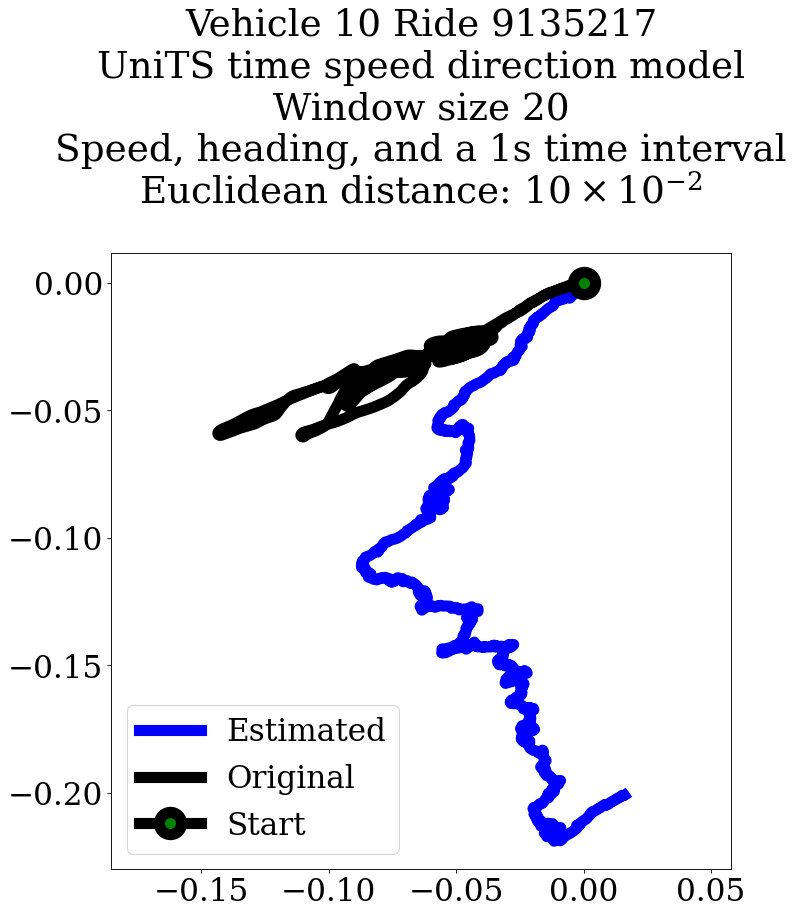 Vehicle 10 Ride 9135217
UniTS time speed direction model
Window size 20
Speed, heading, and a 1s time interval
Euclidean distance: 10 × 10⁻²
0.00
−0.05
−0.10
−0.15
−0.20
Estimated
Original
Start
−0.15
−0.10
−0.05
0.00
0.05